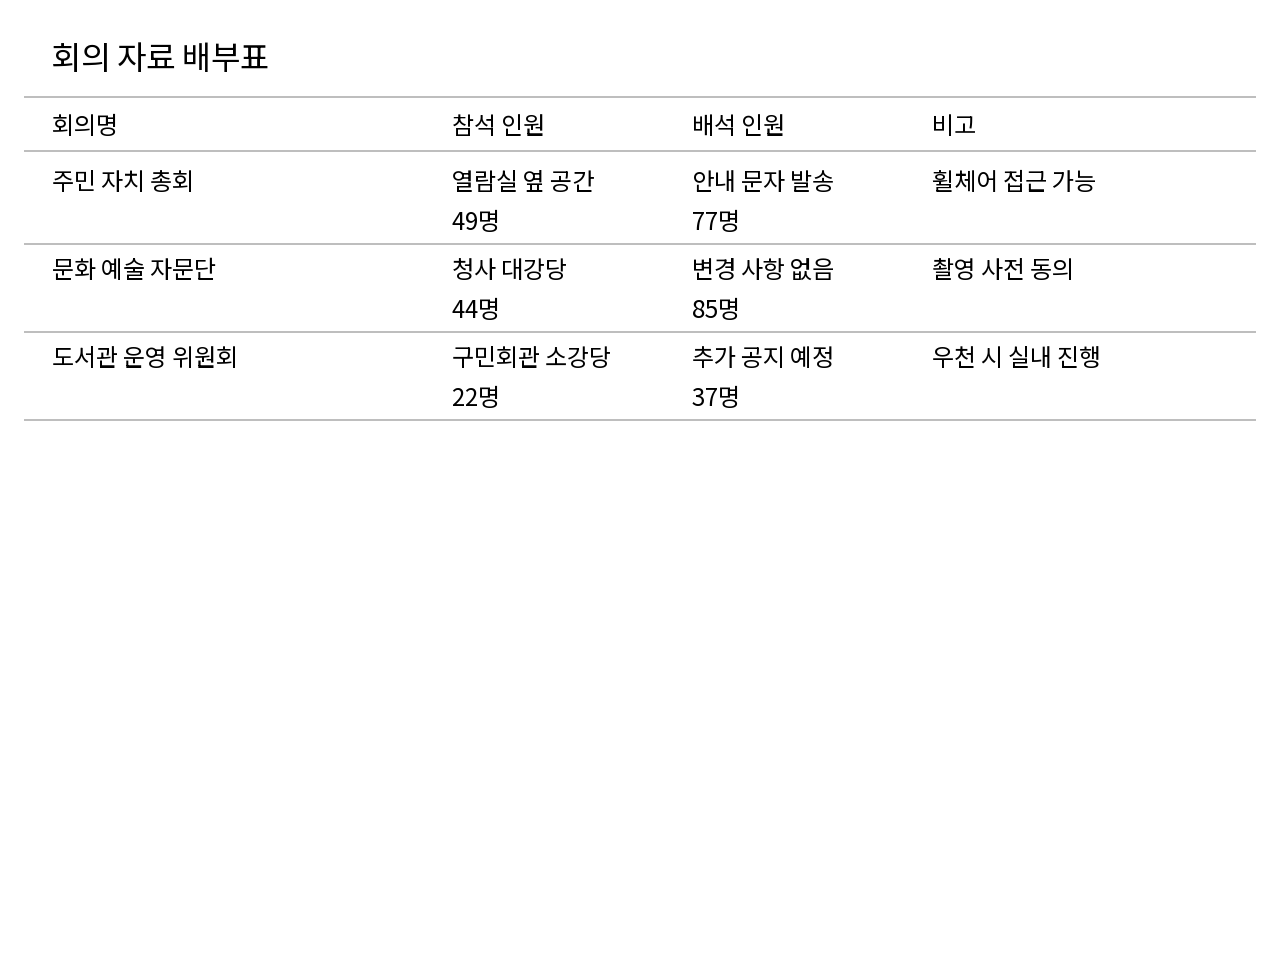 회의 자료 배부표
회의명 참석 인원 배석 인원 비고
주민 자치 총회 열람실 옆 공간 안내 문자 발송 휠체어 접근 가능
49명 77명
문화 예술 자문단 청사 대강당 변경 사항 없음 촬영 사전 동의
44명 85명
도서관 운영 위원회 구민회관 소강당 추가 공지 예정 우천 시 실내 진행
22명 37명